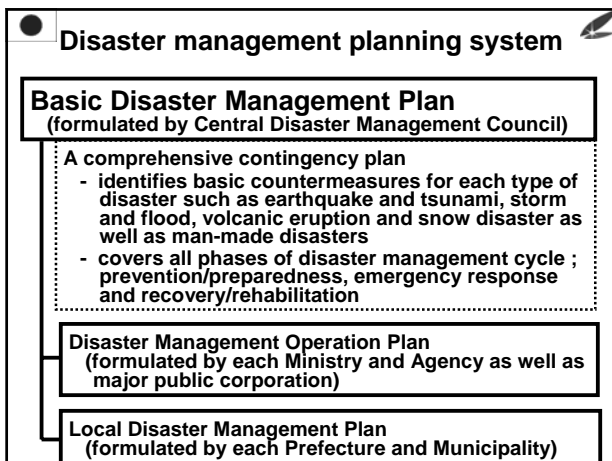 Disaster management planning system
Basic Disaster Management Plan
(formulated by Central Disaster Management Council)
A comprehensive contingency plan
- identifies basic countermeasures for each type of
disaster such as earthquake and tsunami, storm
and flood, volcanic eruption and snow disaster as
well as man-made disasters
- covers all phases of disaster management cycle ;
prevention/preparedness, emergency response
and recovery/rehabilitation
Disaster Management Operation Plan
(formulated by each Ministry and Agency as well as
major public corporation)
Local Disaster Management Plan
(formulated by each Prefecture and Municipality)